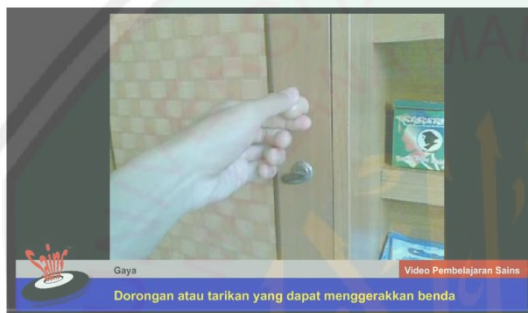 Gaya
Video Pembelajaran Sains
Dorongan atau tarikan yang dapat menggerakkan benda